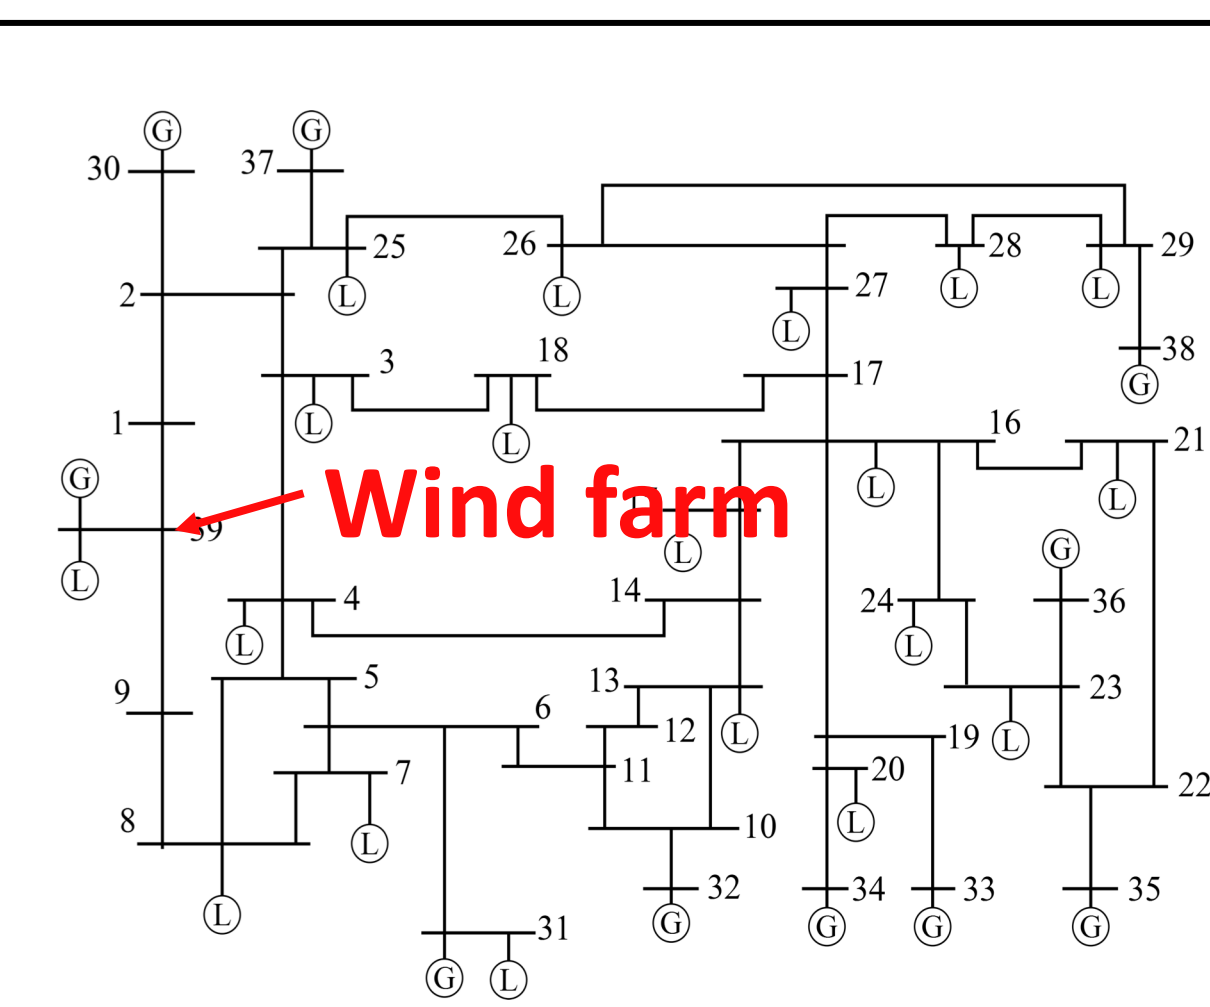 G G
30 37
25 26 28 29
2 L L L L
27
L
18 38
3 17 G
L L
1 16 21
G L L
Wind farm
39
L L G
4 14 24 36
L L
5 13 23
9 6 12 L 19 L
7 11 20
8 10 L 22
L
32 34 33 35
L G G G G
31
G L